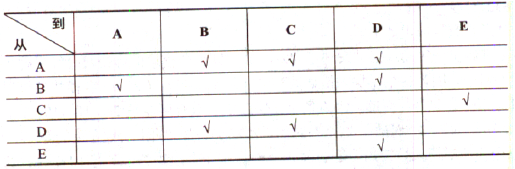 到
从 A B C D E
A √ √ √
B √ √
C √
D √ √
E √